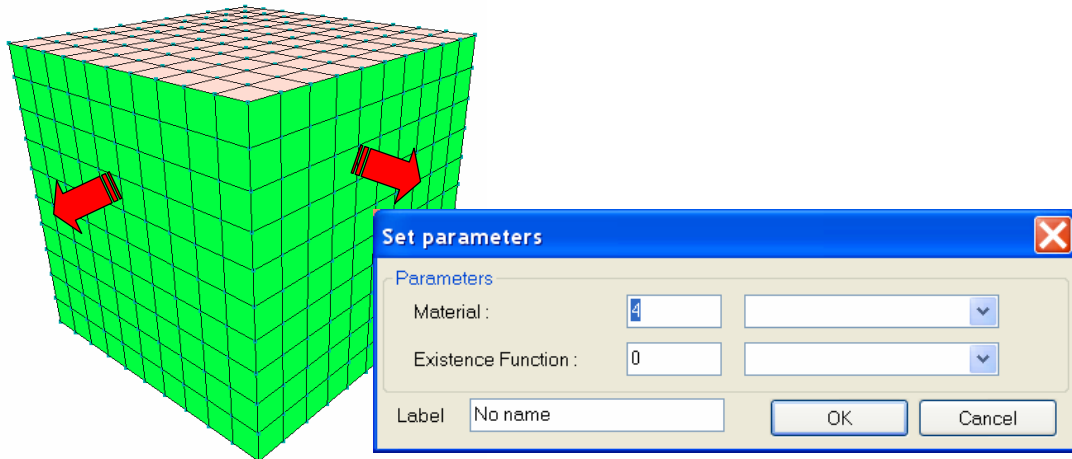 Set parameters
Parameters
Material : 4
Existence Function : 0
Label No name OK Cancel